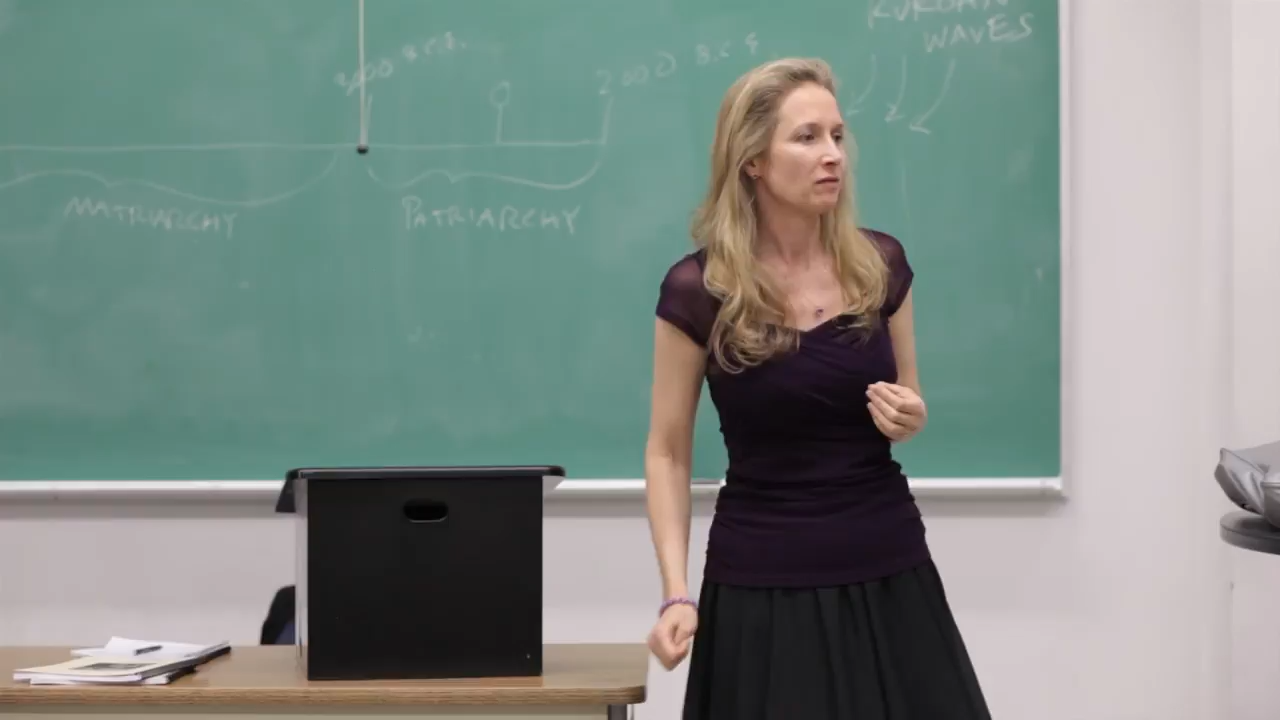 KURGAN
WAVES
B.C.E.
2000 B.C.E
MATRIARCHY
PATRIARCHY